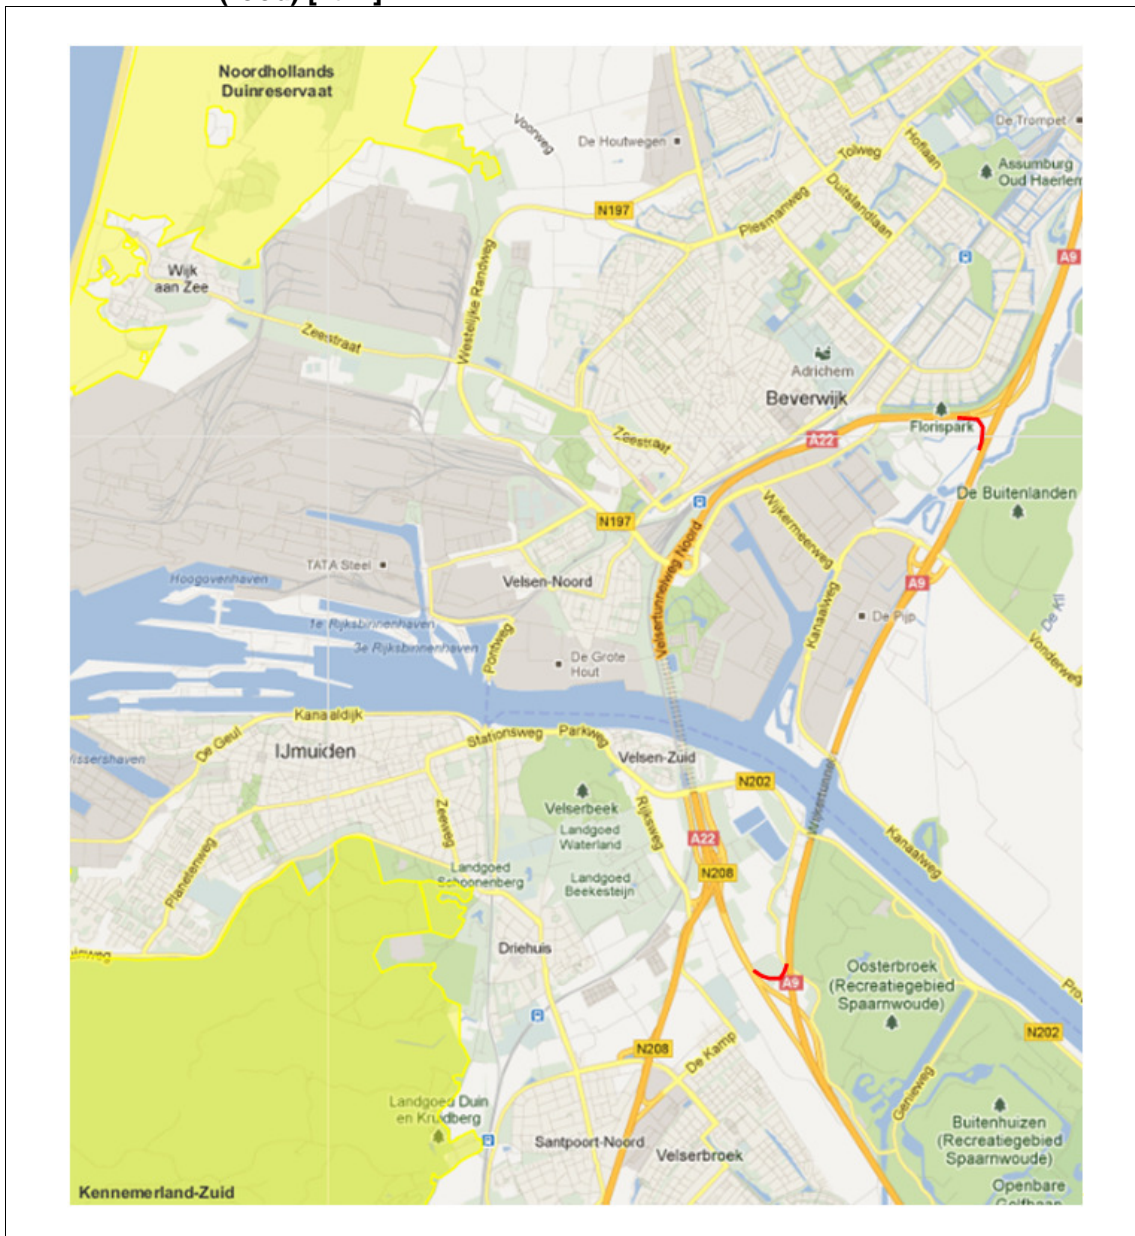 Noordhollands
Duinreservaat
Voorweg
De Houtwegen
Tolweg
Hoflaan
De Trompet
Assumburg
Oud Haerlem
N197
Plesmanweg
Duitslandlaan
A9
Wijk
aan Zee
Westelijke Randweg
Zeestraat
Adrichem
Beverwijk
Florispark
A22
Zeestraat
De Buitenlanden
N197
Wijkermeerweg
Velsertunnelweg Noord
TATA Steel
Hoogovenhaven
Velsen-Noord
A9
Kanaalweg
De Pijp
De Kil
1e Rijksbinnenhaven
3e Rijksbinnenhaven
Pontweg
De Grote
Hout
Vonderweg
Kanaaldijk
De Geul
Stationsweg
Parkweg
IJmuiden
Velsen-Zuid
issershaven
N202
Wijkertunnel
Velserbeek
Zeeweg
Rijksweg
Landgoed
Waterland
A22
Kanaalweg
Planetenweg
Landgoed
Schoonenberg
Landgoed
Beekesteijn
N208
Driehuis
inweg
Oosterbroek
(Recreatiegebied
Spaarnwoude)
A9
Pro
N202
N208
De Kamp
Genieweg
Landgoed Duin
en Kruidberg
Santpoort-Noord
Velserbroek
Buitenhuizen
(Recreatiegebied
Spaarnwoude)
Openbare
Golfbaan
Kennemerland-Zuid